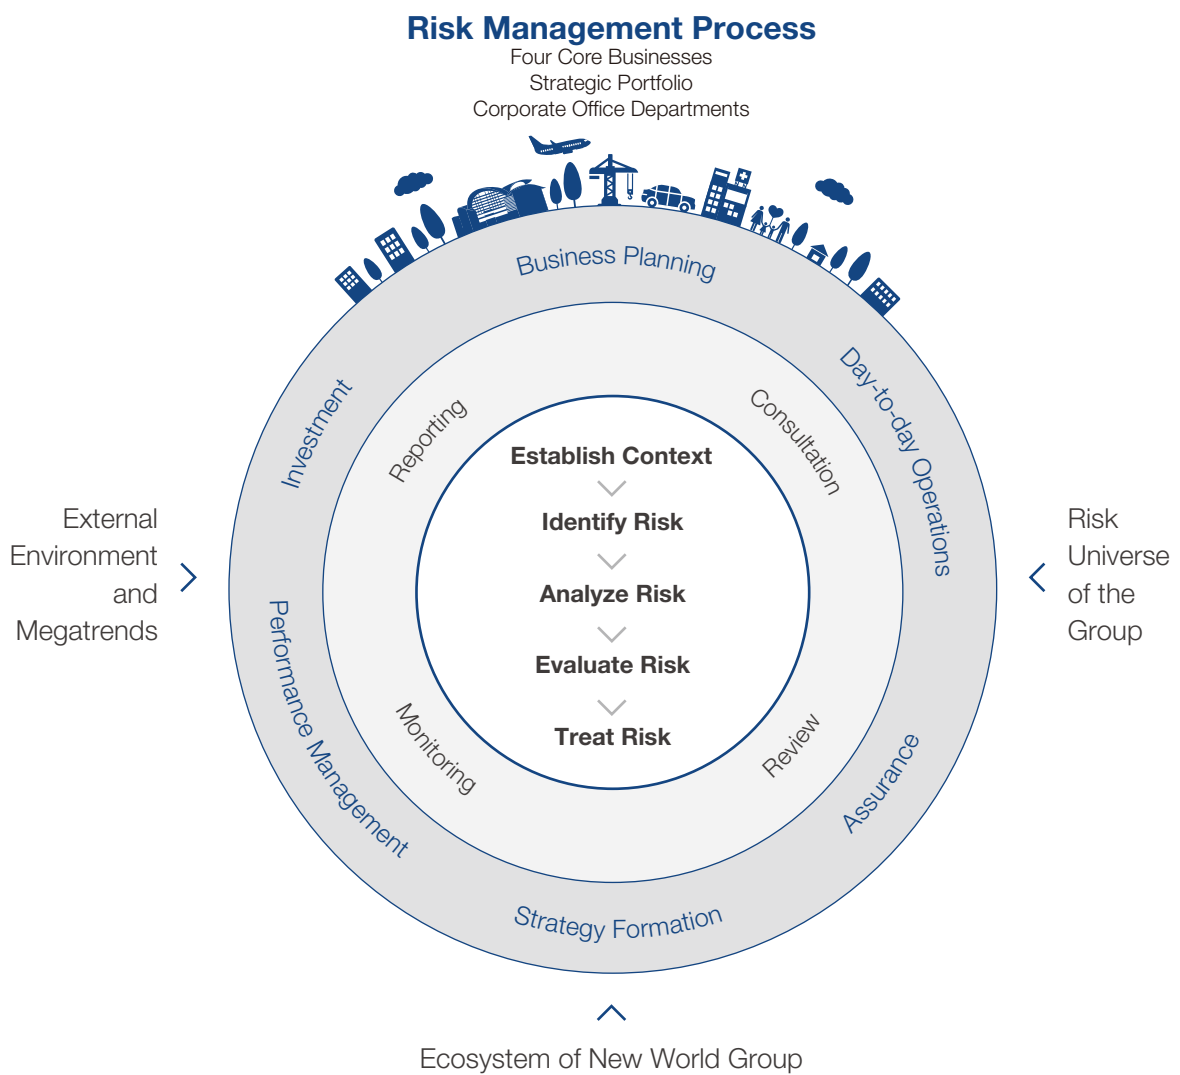 Risk Management Process
Four Core Businesses
Strategic Portfolio
Corporate Office Departments
Business Planning
Day-to-day Operations
Investment
Reporting
Consultation
Establish Context
Identify Risk
Analyze Risk
Evaluate Risk
Treat Risk
External
Environment
and
Megatrends
Risk
Universe
of the
Group
Performance Management
Monitoring
Review
Assurance
Strategy Formation
Ecosystem of New World Group